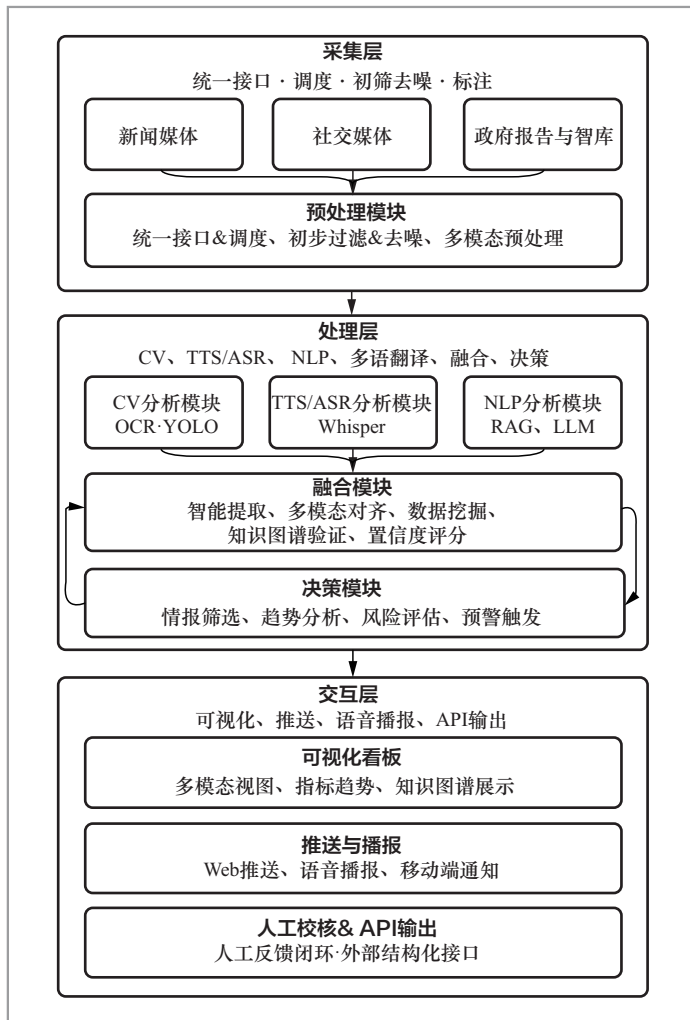 采集层
统一接口·调度·初筛去噪·标注
新闻媒体
社交媒体
政府报告与智库
预处理模块
统一接口&调度、初步过滤&去噪、多模态预处理
处理层
CV、TTS/ASR、NLP、多语翻译、融合、决策
CV分析模块
OCR·YOLO
TTS/ASR分析模块
Whisper
NLP分析模块
RAG、LLM
融合模块
智能提取、多模态对齐、数据挖掘、
知识图谱验证、置信度评分
决策模块
情报筛选、趋势分析、风险评估、预警触发
交互层
可视化、推送、语音播报、API输出
可视化看板
多模态视图、指标趋势、知识图谱展示
推送与播报
Web推送、语音播报、移动端通知
人工校核& API输出
人工反馈闭环·外部结构化接口